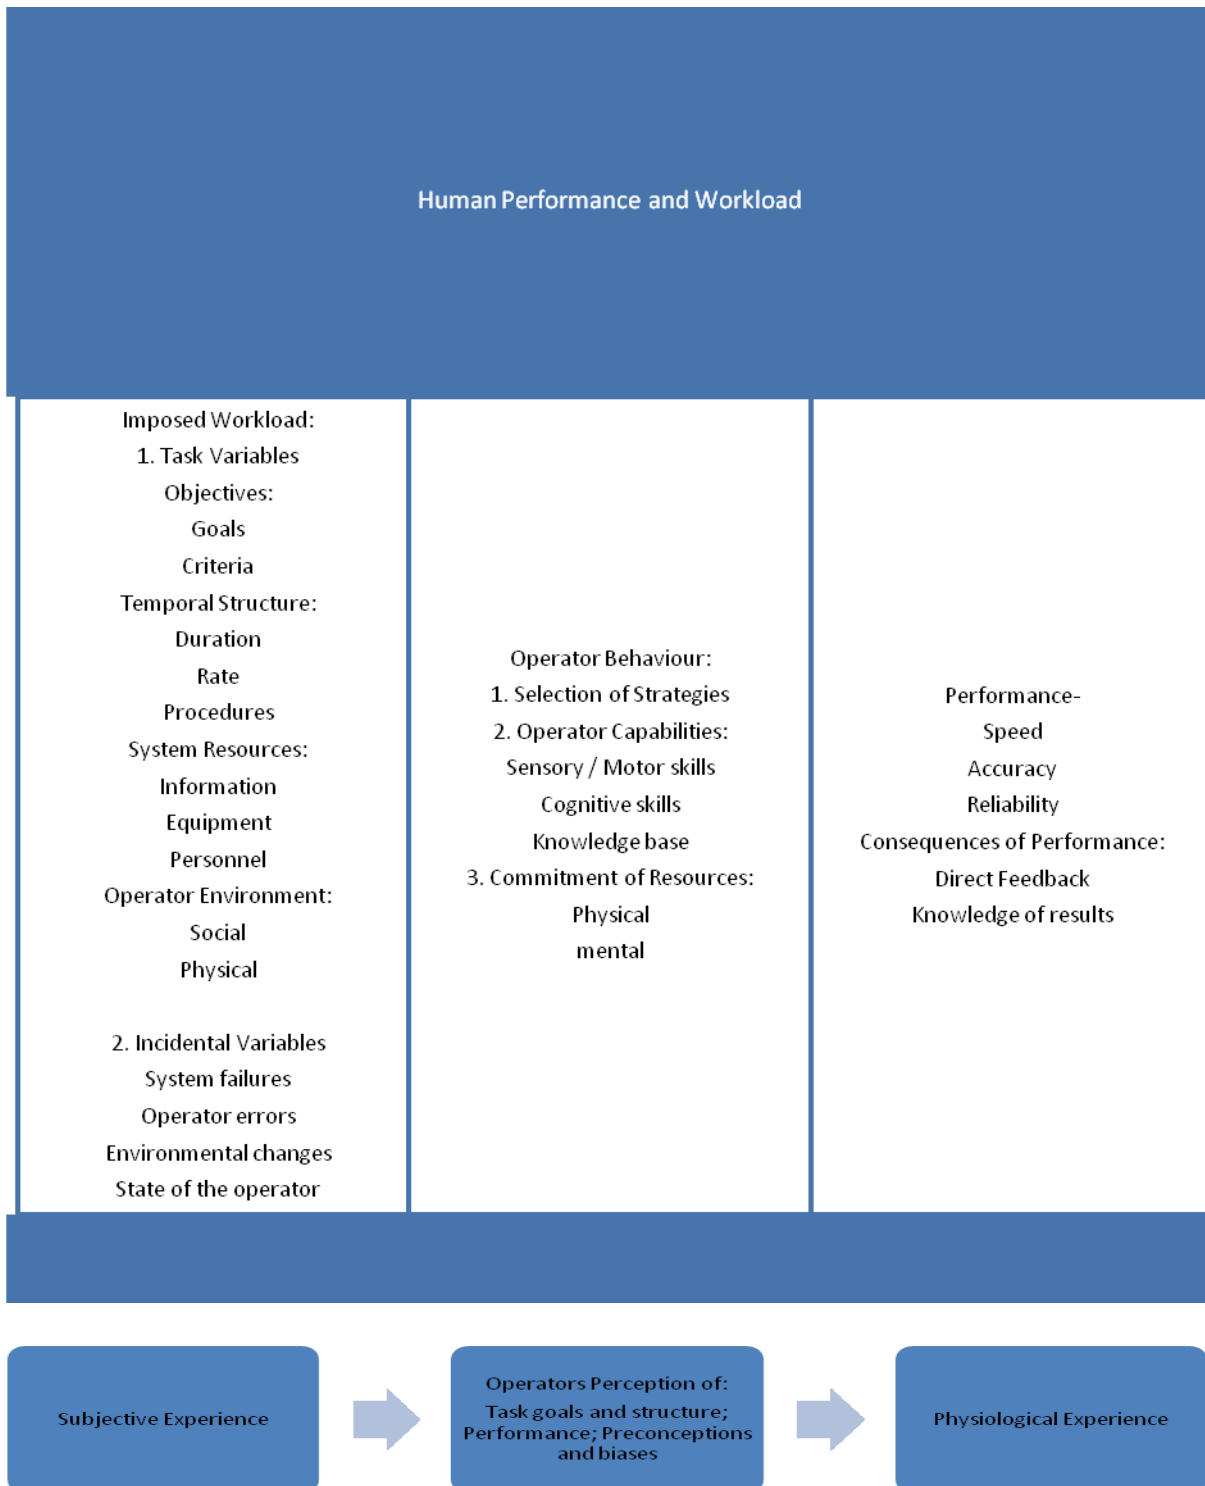 Human Performance and Workload
Imposed Workload:
1. Task Variables
Objectives:
Goals
Criteria
Temporal Structure:
Duration
Rate
Procedures
System Resources:
Information
Equipment
Personnel
Operator Environment:
Social
Physical
2. Incidental Variables
System failures
Operator errors
Environmental changes
State of the operator
Operator Behaviour:
1. Selection of Strategies
2. Operator Capabilities:
Sensory / Motor skills
Cognitive skills
Knowledge base
3. Commitment of Resources:
Physical
mental
Performance-
Speed
Accuracy
Reliability
Consequences of Performance:
Direct Feedback
Knowledge of results
Subjective Experience
Operators Perception of:
Task goals and structure;
Performance; Preconceptions
and biases
Physiological Experience